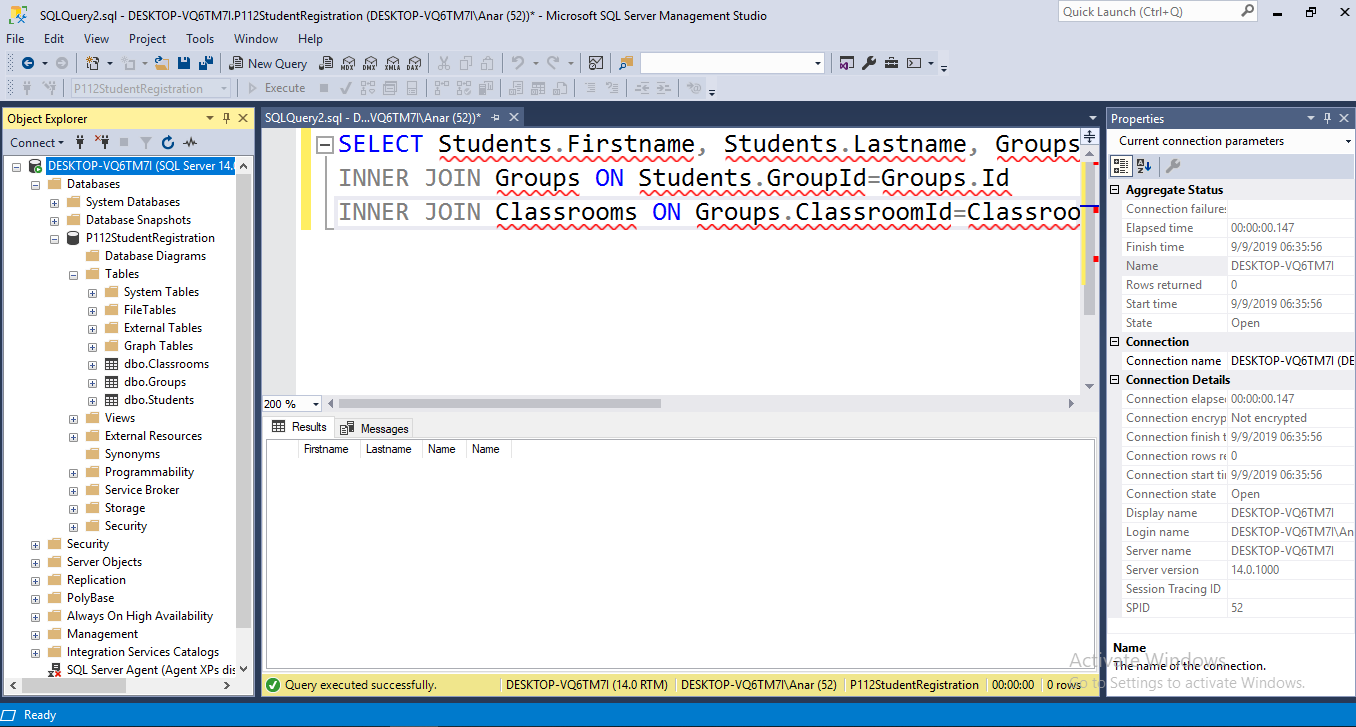 SQLQuery2.sql - DESKTOP-VQ6TM7I.P112StudentRegistration (DESKTOP-VQ6TM7I\Anar (52))* - Microsoft SQL Server Management Studio
Quick Launch (Ctrl+Q)
File Edit View Project Tools Window Help
New Query MDX DMX XMLA DAX
P112StudentRegistration Execute
Object Explorer
Connect
DESKTOP-VQ6TM7I (SQL Server 14.0
Databases
System Databases
Database Snapshots
P112StudentRegistration
Database Diagrams
Tables
System Tables
FileTables
External Tables
Graph Tables
dbo.Classrooms
dbo.Groups
dbo.Students
Views
External Resources
Synonyms
Programmability
Service Broker
Storage
Security
Security
Server Objects
Replication
PolyBase
Always On High Availability
Management
Integration Services Catalogs
SQL Server Agent (Agent XPs dis
SQLQuery2.sql - D...VQ6TM7I\Anar (52))*
SELECT Students.Firstname, Students.Lastname, Groups
INNER JOIN Groups ON Students.GroupId=Groups.Id
INNER JOIN Classrooms ON Groups.ClassroomId=Classroo
200 %
Results Messages
Firstname Lastname Name Name
Query executed successfully. DESKTOP-VQ6TM7I (14.0 RTM) DESKTOP-VQ6TM7I\Anar (52) P112StudentRegistration 00:00:00 0 rows
Properties
Current connection parameters
Aggregate Status
Connection failures
Elapsed time 00:00:00.147
Finish time 9/9/2019 06:35:56
Name DESKTOP-VQ6TM7I
Rows returned 0
Start time 9/9/2019 06:35:56
State Open
Connection
Connection name DESKTOP-VQ6TM7I (DE
Connection Details
Connection elapse 00:00:00.147
Connection encryp Not encrypted
Connection finish t 9/9/2019 06:35:56
Connection rows re 0
Connection start ti 9/9/2019 06:35:56
Connection state Open
Display name DESKTOP-VQ6TM7I
Login name DESKTOP-VQ6TM7I\An
Server name DESKTOP-VQ6TM7I
Server version 14.0.1000
Session Tracing ID
SPID 52
Name
The name of the connection.
Activate Windows
Go to Settings to activate Windows.
Ready